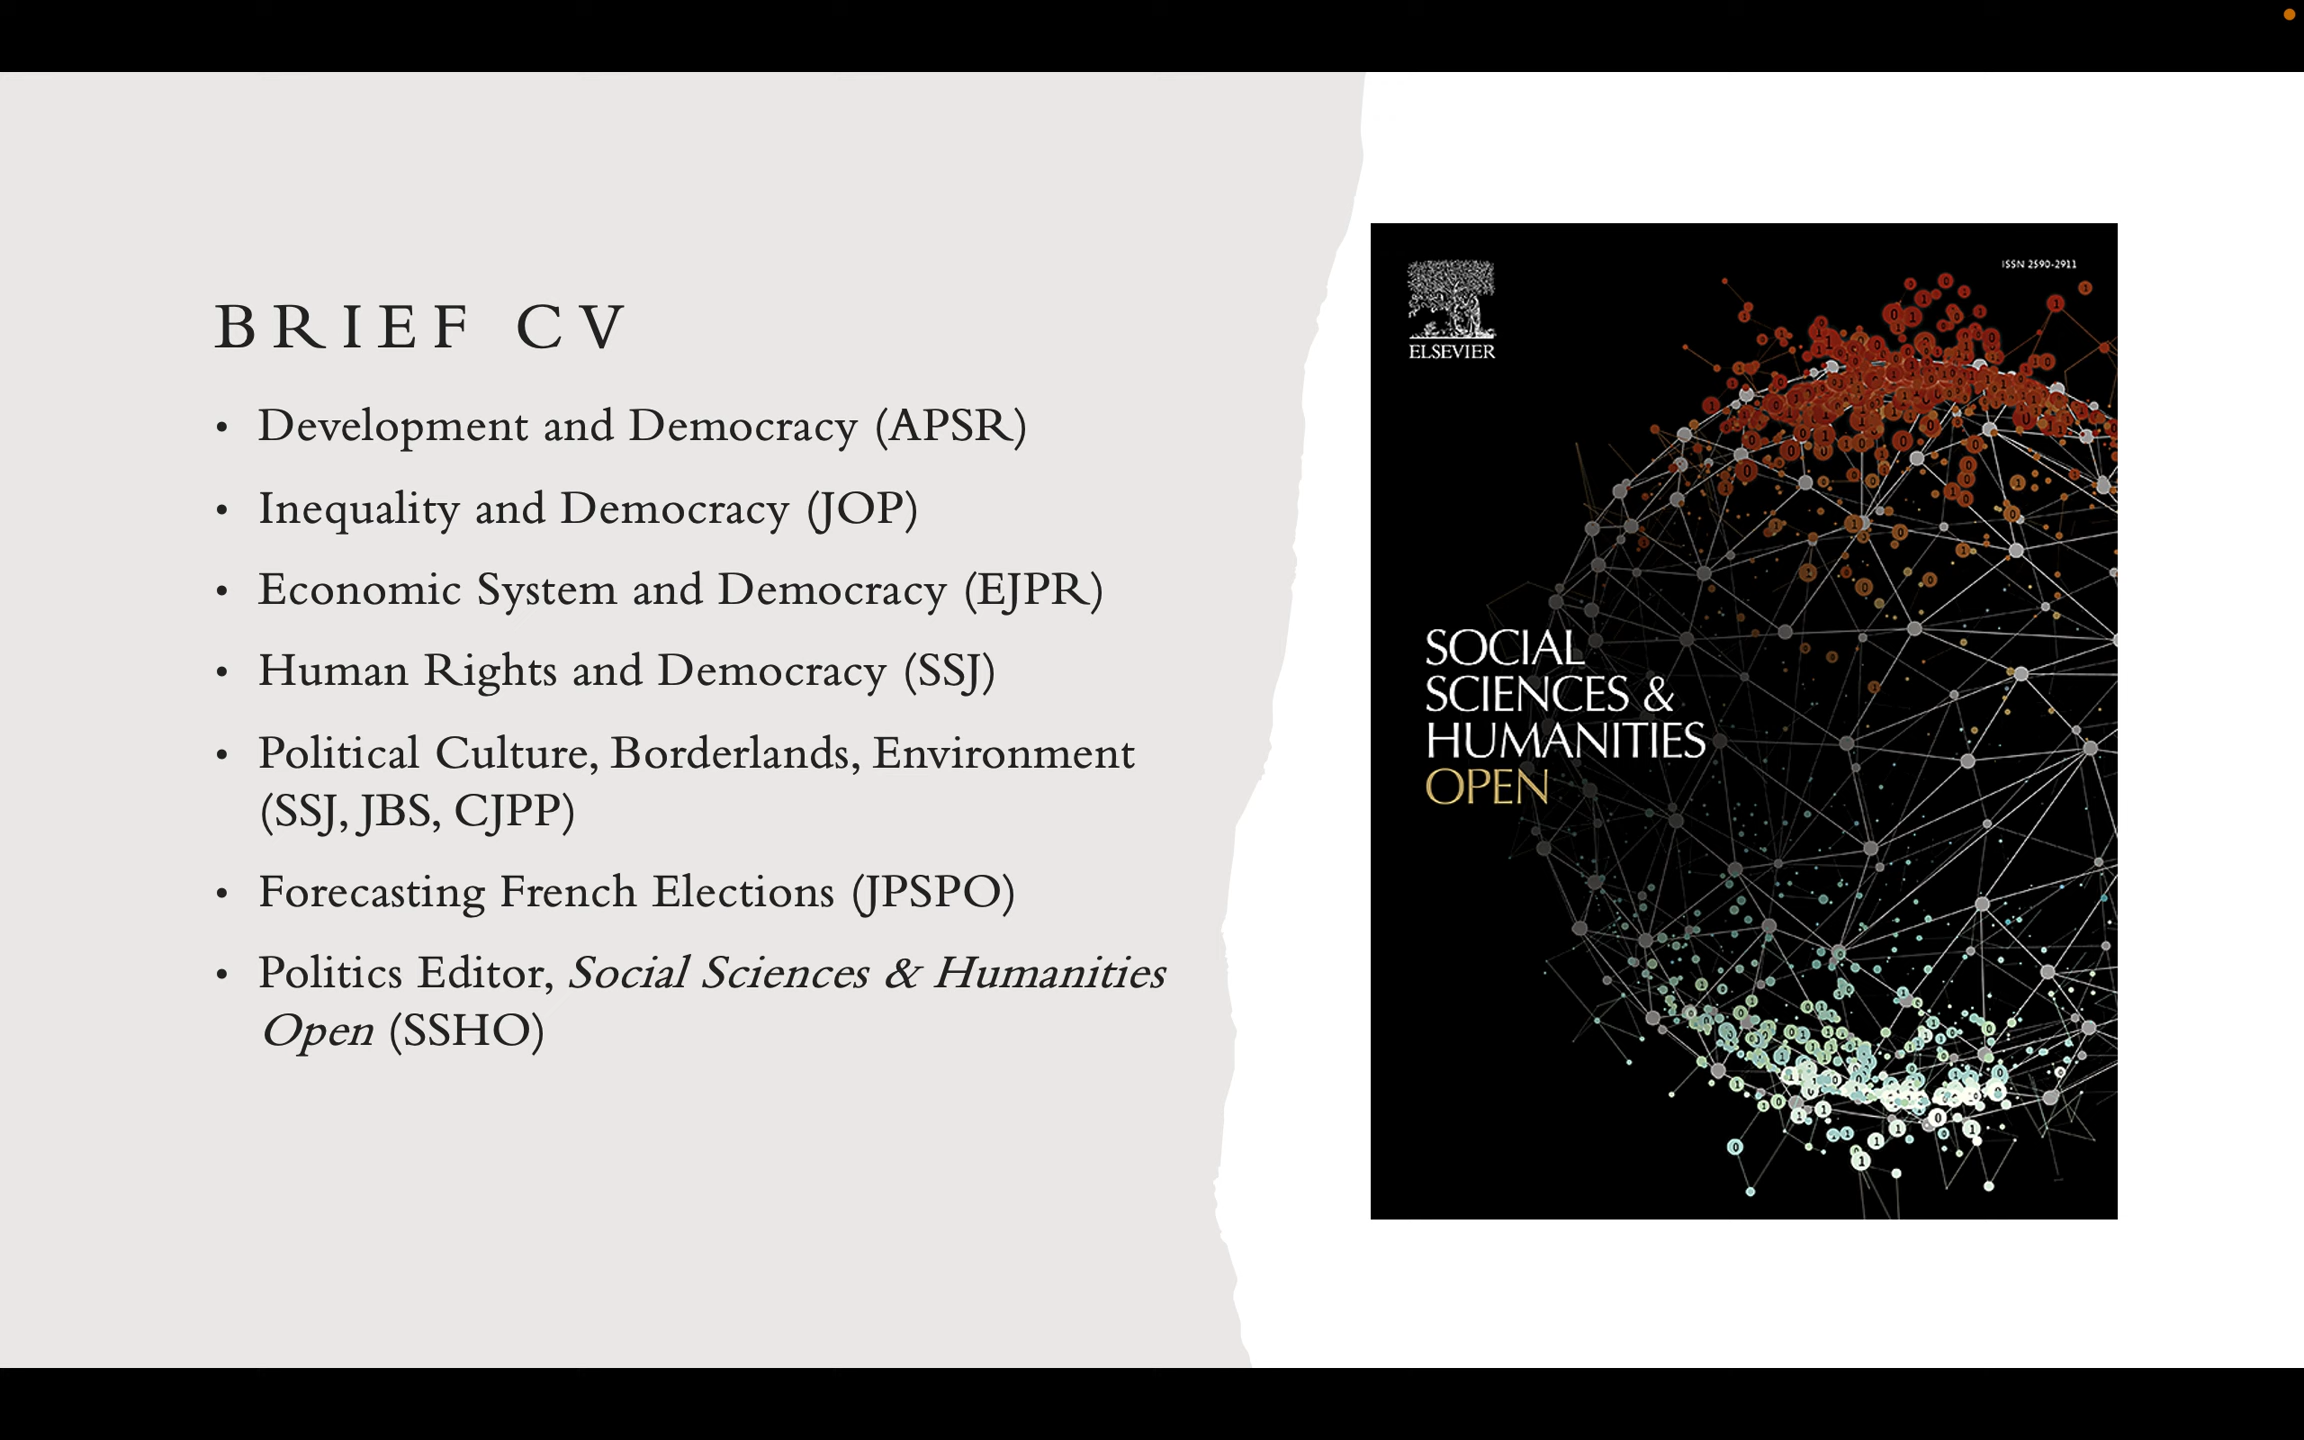 BRIEF CV
• Development and Democracy (APSR)
• Inequality and Democracy (JOP)
• Economic System and Democracy (EJPR)
• Human Rights and Democracy (SSJ)
• Political Culture, Borderlands, Environment
(SSJ, JBS, CJPP)
• Forecasting French Elections (JPSPO)
• Politics Editor, Social Sciences & Humanities
Open (SSHO)
ISSN 2590-2911
ELSEVIER
SOCIAL
SCIENCES &
HUMANITIES
OPEN